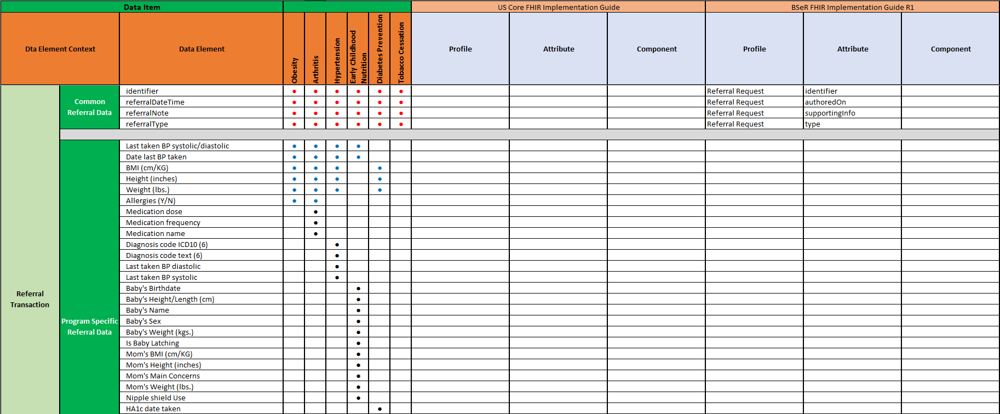 Data Item US Core FHIR Implementation Guide BSeR FHIR Implementation Guide R1
Dta Element Context Data Element Obesity Arthritis Hypertension Early Childhood Nutrition Diabetes Prevention Tobacco Cessation Profile Attribute Component Profile Attribute Component
Referral Transaction
Common Referral Data
identifier ● ● ● ● ● ● Referral Request identifier
referralDateTime ● ● ● ● ● ● Referral Request authoredOn
referralNote ● ● ● ● ● ● Referral Request supportingInfo
referralType ● ● ● ● ● ● Referral Request type
Program Specific Referral Data
Last taken BP systolic/diastolic ● ● ● ●
Date last BP taken ● ● ● ●
BMI (cm/KG) ● ● ● ●
Height (inches) ● ● ● ●
Weight (lbs.) ● ● ● ●
Allergies (Y/N) ● ●
Medication dose ●
Medication frequency ●
Medication name ●
Diagnosis code ICD10 (6) ●
Diagnosis code text (6) ●
Last taken BP diastolic ●
Last taken BP systolic ●
Baby's Birthdate ●
Baby's Height/Length (cm) ●
Baby's Name ●
Baby's Sex ●
Baby's Weight (kgs.) ●
Is Baby Latching ●
Mom's BMI (cm/KG) ●
Mom's Height (inches) ●
Mom's Main Concerns ●
Mom's Weight (lbs.) ●
Nipple shield Use ●
HA1c date taken ●